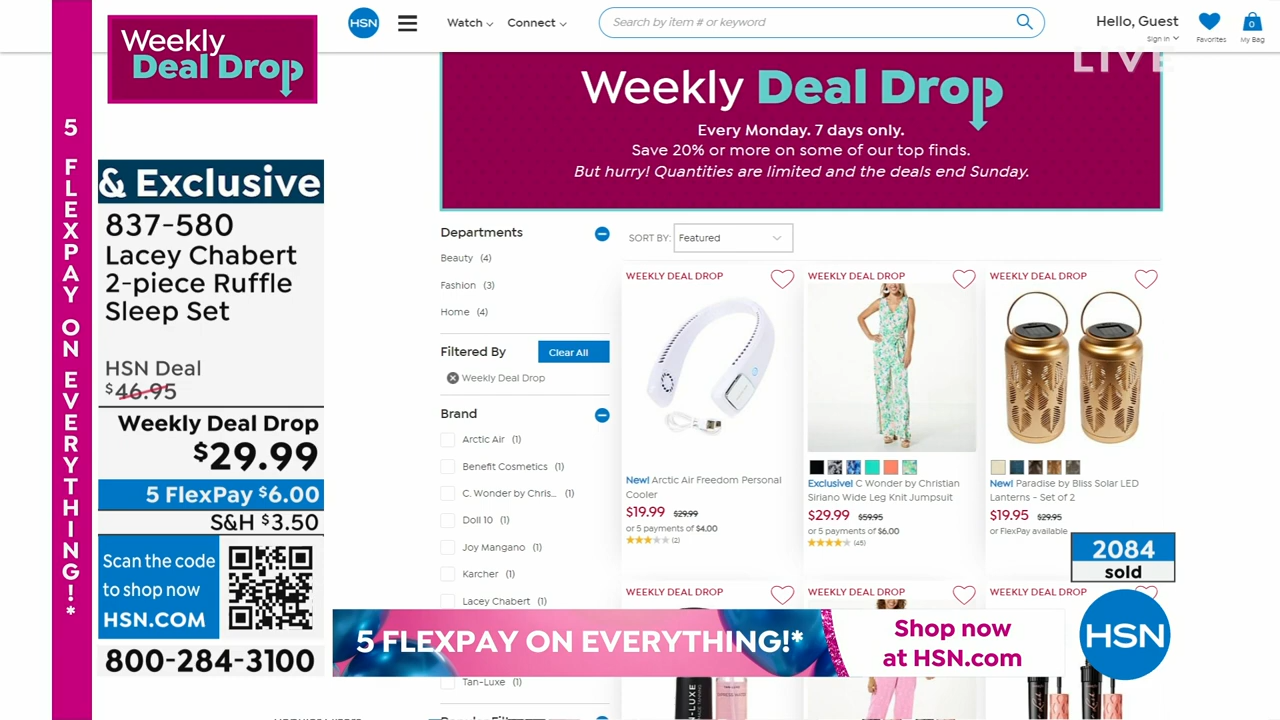 5 FLEXPAY ON EVERYTHING!*
Weekly
Deal Drop
& Exclusive
837-580
Lacey Chabert
2-piece Ruffle
Sleep Set
HSN Deal
$46.95
Weekly Deal Drop
$29.99
5 FlexPay $6.00
S&H $3.50
Scan the code
to shop now
HSN.COM
800-284-3100
HSN
Watch
Connect
Search by item # or keyword
Hello, Guest
Sign In
Favorites
0
My Bag
LIVE
Weekly Deal Drop
Every Monday. 7 days only.
Save 20% or more on some of our top finds.
But hurry! Quantities are limited and the deals end Sunday.
Departments
Beauty (4)
Fashion (3)
Home (4)
Filtered By
Clear All
Weekly Deal Drop
Brand
Arctic Air (1)
Benefit Cosmetics (1)
C. Wonder by Chris... (1)
Doll 10 (1)
Joy Mangano (1)
Karcher (1)
Lacey Chabert (1)
Tan-Luxe (1)
SORT BY: Featured
WEEKLY DEAL DROP
New! Arctic Air Freedom Personal
Cooler
$19.99 $29.99
or 5 payments of $4.00
(2)
WEEKLY DEAL DROP
Exclusive! C Wonder by Christian
Siriano Wide Leg Knit Jumpsuit
$29.99 $59.95
or 5 payments of $6.00
(45)
WEEKLY DEAL DROP
New! Paradise by Bliss Solar LED
Lanterns - Set of 2
$19.95 $29.95
or FlexPay available
2084
sold
WEEKLY DEAL DROP
WEEKLY DEAL DROP
WEEKLY DEAL DROP
5 FLEXPAY ON EVERYTHING!*
Shop now
at HSN.com
HSN